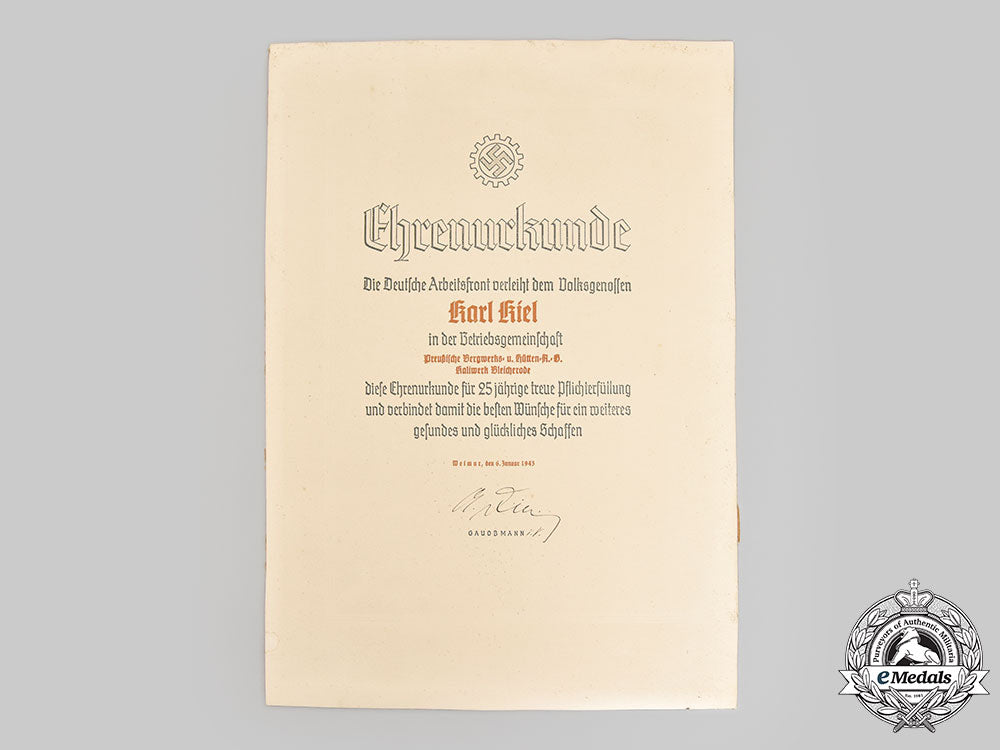 Ehrenurkunde
Die Deutsche Arbeitsfront verleiht dem Volksgenossen
Karl Kiel
in der Betriebsgemeinschaft
Preußische Bergwerks- u. Hütten-A.-G.
Kaliwerk Bleicherode
diese Ehrenurkunde für 25 jährige treue Pflichterfüllung
und verbindet damit die besten Wünsche für ein weiteres
gesundes und glückliches Schaffen
Weimar, den 6. Januar 1943
GAUOBMANN
Purveyors of Authentic Militaria
eMedals